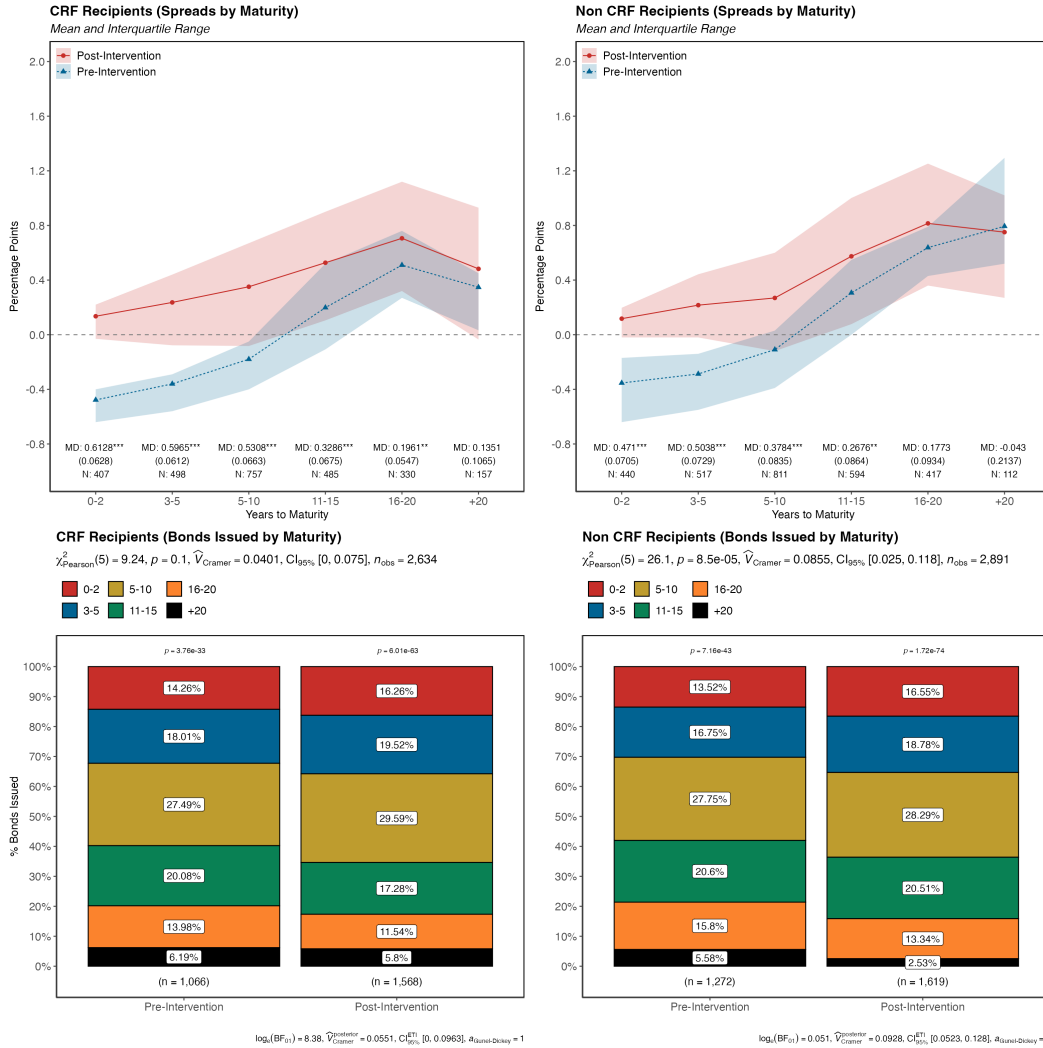 CRF Recipients (Spreads by Maturity)
Mean and Interquartile Range
Post-Intervention
Pre-Intervention
2.0
1.6
1.2
0.8
0.4
0.0
-0.4
-0.8
Percentage Points
MD: 0.6128*** MD: 0.5965*** MD: 0.5308*** MD: 0.3286*** MD: 0.1961** MD: 0.1351
(0.0628) (0.0612) (0.0663) (0.0675) (0.0547) (0.1065)
N: 407 N: 498 N: 757 N: 485 N: 330 N: 157
0-2 3-5 5-10 11-15 16-20 +20
Years to Maturity
Non CRF Recipients (Spreads by Maturity)
Mean and Interquartile Range
Post-Intervention
Pre-Intervention
2.0
1.6
1.2
0.8
0.4
0.0
-0.4
-0.8
Percentage Points
MD: 0.471*** MD: 0.5038*** MD: 0.3784*** MD: 0.2676** MD: 0.1773 MD: -0.043
(0.0705) (0.0729) (0.0835) (0.0864) (0.0934) (0.2137)
N: 440 N: 517 N: 811 N: 594 N: 417 N: 112
0-2 3-5 5-10 11-15 16-20 +20
Years to Maturity
CRF Recipients (Bonds Issued by Maturity)
χ²Pearson(5) = 9.24, p = 0.1, V̂Cramer = 0.0401, CI95% [0, 0.075], nobs = 2,634
0-2 5-10 16-20
3-5 11-15 +20
p = 3.76e-33 p = 6.01e-63
100%
90%
80%
70%
60%
50%
40%
30%
20%
10%
0%
% Bonds Issued
14.26% 16.26%
18.01% 19.52%
27.49% 29.59%
20.08% 17.28%
13.98% 11.54%
6.19% 5.8%
(n = 1,066) (n = 1,568)
Pre-Intervention Post-Intervention
loge(BF01) = 8.38, V̂posteriorCramer = 0.0551, CIETI95% [0, 0.0963], aGunel-Dickey = 1
Non CRF Recipients (Bonds Issued by Maturity)
χ²Pearson(5) = 26.1, p = 8.5e-05, V̂Cramer = 0.0855, CI95% [0.025, 0.118], nobs = 2,891
0-2 5-10 16-20
3-5 11-15 +20
p = 7.16e-43 p = 1.72e-74
100%
90%
80%
70%
60%
50%
40%
30%
20%
10%
0%
13.52% 16.55%
16.75% 18.78%
27.75% 28.29%
20.6% 20.51%
15.8% 13.34%
5.58% 2.53%
(n = 1,272) (n = 1,619)
Pre-Intervention Post-Intervention
loge(BF01) = 0.051, V̂posteriorCramer = 0.0928, CIETI95% [0.0523, 0.128], aGunel-Dickey =